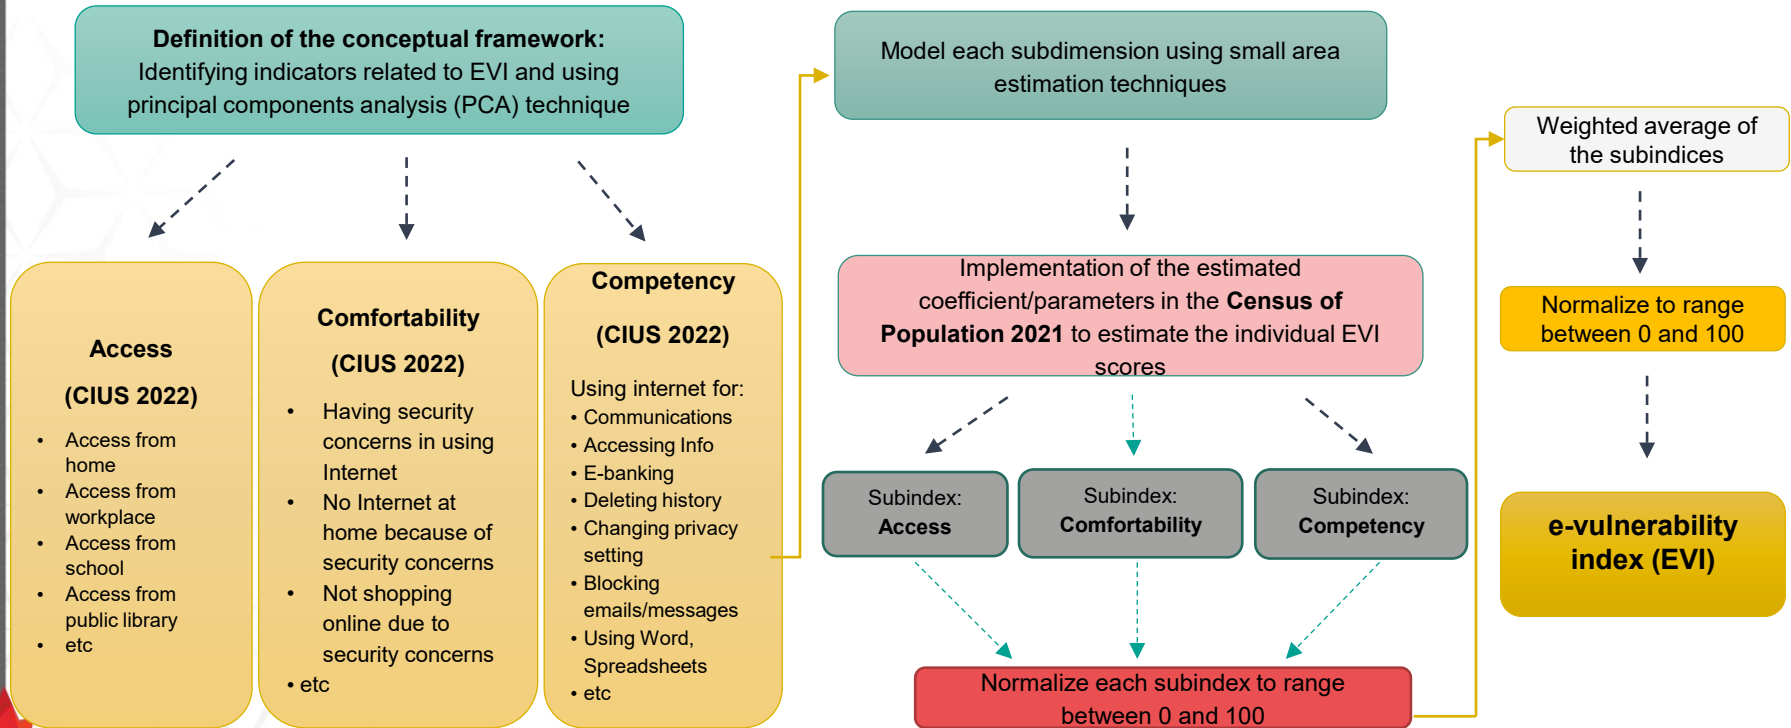 Definition of the conceptual framework:
Identifying indicators related to EVI and using
principal components analysis (PCA) technique
Access
(CIUS 2022)
• Access from
home
• Access from
workplace
• Access from
school
• Access from
public library
• etc
Comfortability
(CIUS 2022)
• Having security
concerns in using
Internet
• No Internet at
home because of
security concerns
• Not shopping
online due to
security concerns
• etc
Competency
(CIUS 2022)
Using internet for:
• Communications
• Accessing Info
• E-banking
• Deleting history
• Changing privacy
setting
• Blocking
emails/messages
• Using Word,
Spreadsheets
• etc
Model each subdimension using small area
estimation techniques
Implementation of the estimated
coefficient/parameters in the Census of
Population 2021 to estimate the individual EVI
scores
Subindex:
Access
Subindex:
Comfortability
Subindex:
Competency
Normalize each subindex to range
between 0 and 100
Weighted average of
the subindices
Normalize to range
between 0 and 100
e-vulnerability
index (EVI)